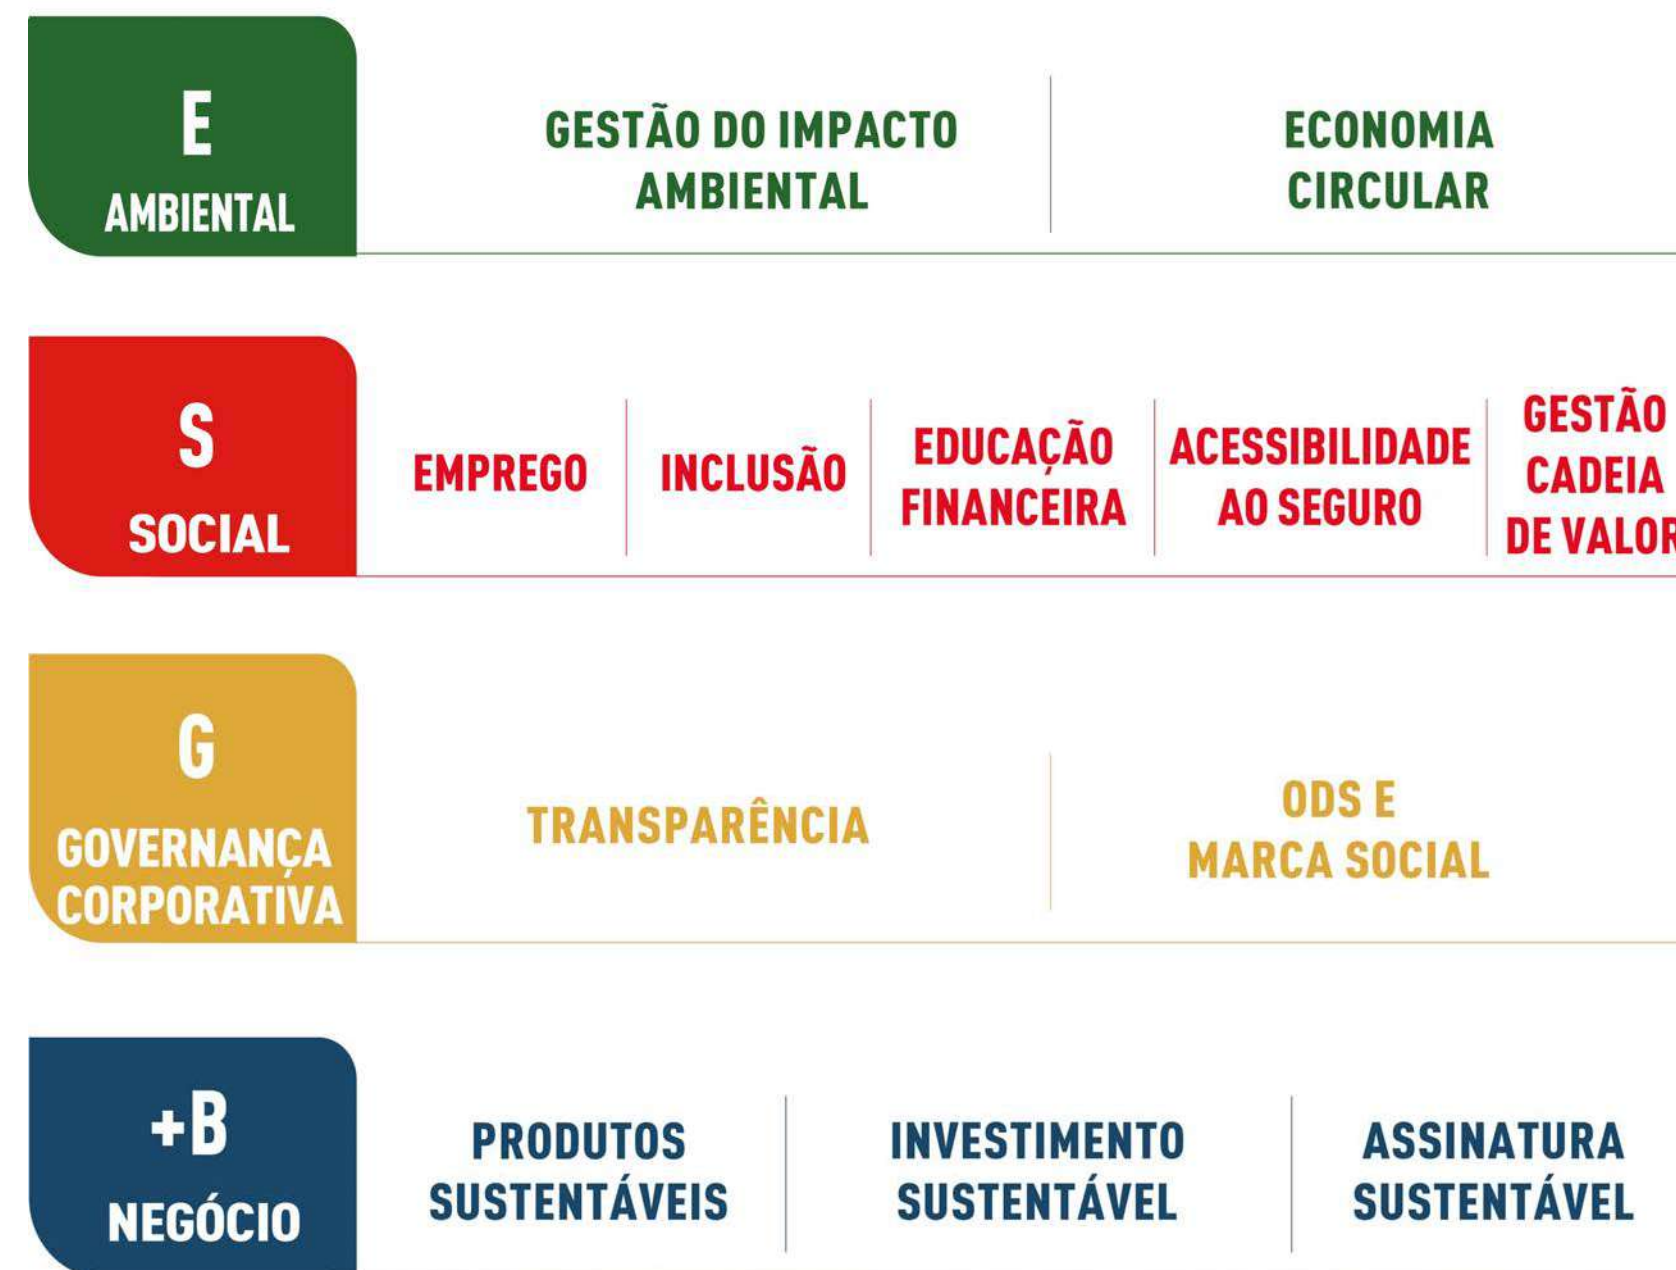 E
AMBIENTAL
GESTÃO DO IMPACTO
AMBIENTAL
ECONOMIA
CIRCULAR
S
SOCIAL
EMPREGO
INCLUSÃO
EDUCAÇÃO
FINANCEIRA
ACESSIBILIDADE
AO SEGURO
GESTÃO
CADEIA
DE VALOR
G
GOVERNANÇA
CORPORATIVA
TRANSPARÊNCIA
ODS E
MARCA SOCIAL
+B
NEGÓCIO
PRODUTOS
SUSTENTÁVEIS
INVESTIMENTO
SUSTENTÁVEL
ASSINATURA
SUSTENTÁVEL